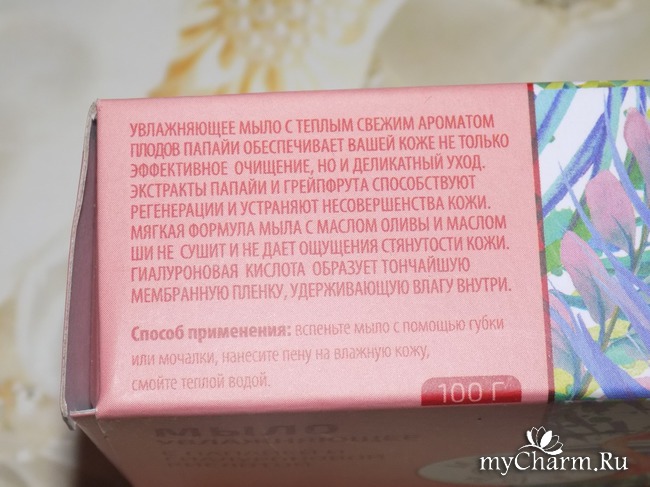 УВЛАЖНЯЮЩЕЕ МЫЛО С ТЕПЛЫМ СВЕЖИМ АРОМАТОМ
ПЛОДОВ ПАПАЙИ ОБЕСПЕЧИВАЕТ ВАШЕЙ КОЖЕ НЕ ТОЛЬКО
ЭФФЕКТИВНОЕ ОЧИЩЕНИЕ, НО И ДЕЛИКАТНЫЙ УХОД.
ЭКСТРАКТЫ ПАПАЙИ И ГРЕЙПФРУТА СПОСОБСТВУЮТ
РЕГЕНЕРАЦИИ И УСТРАНЯЮТ НЕСОВЕРШЕНСТВА КОЖИ.
МЯГКАЯ ФОРМУЛА МЫЛА С МАСЛОМ ОЛИВЫ И МАСЛОМ
ШИ НЕ СУШИТ И НЕ ДАЕТ ОЩУЩЕНИЯ СТЯНУТОСТИ КОЖИ.
ГИАЛУРОНОВАЯ КИСЛОТА ОБРАЗУЕТ ТОНЧАЙШУЮ
МЕМБРАННУЮ ПЛЕНКУ, УДЕРЖИВАЮЩУЮ ВЛАГУ ВНУТРИ.
Способ применения: вспеньте мыло с помощью губки
или мочалки, нанесите пену на влажную кожу,
смойте теплой водой.
100 Г
МЫЛО
УВЛАЖНЯЮЩЕЕ
myCharm.Ru